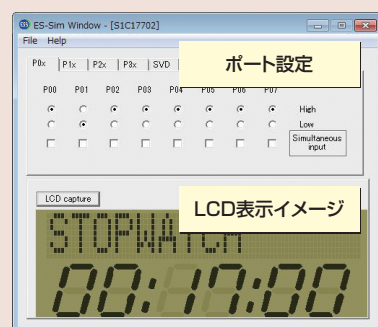 ES-Sim Window - [S1C17702]
File Help
P0x P1x P2x P3x SVD
ポート設定
P00 P01 P02 P03 P04 P05 P06 P07
High
Low
Simultaneous
input
LCD capture
LCD表示イメージ
STOPWATCH
00:17:00